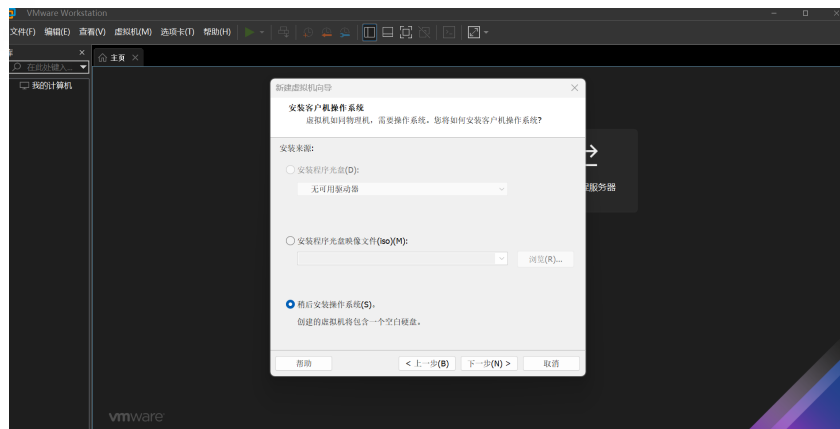 VMware Workstation
文件(F) 编辑(E) 查看(V) 虚拟机(M) 选项卡(T) 帮助(H)
在此处键入...
主页
我的计算机
新建虚拟机向导
安装客户机操作系统
虚拟机如同物理机，需要操作系统。您将如何安装客户机操作系统?
安装来源:
安装程序光盘(D):
无可用驱动器
安装程序光盘映像文件(iso)(M):
浏览(R)...
稍后安装操作系统(S)。
创建的虚拟机将包含一个空白硬盘。
帮助
< 上一步(B)
下一步(N) >
取消
服务器
vmware